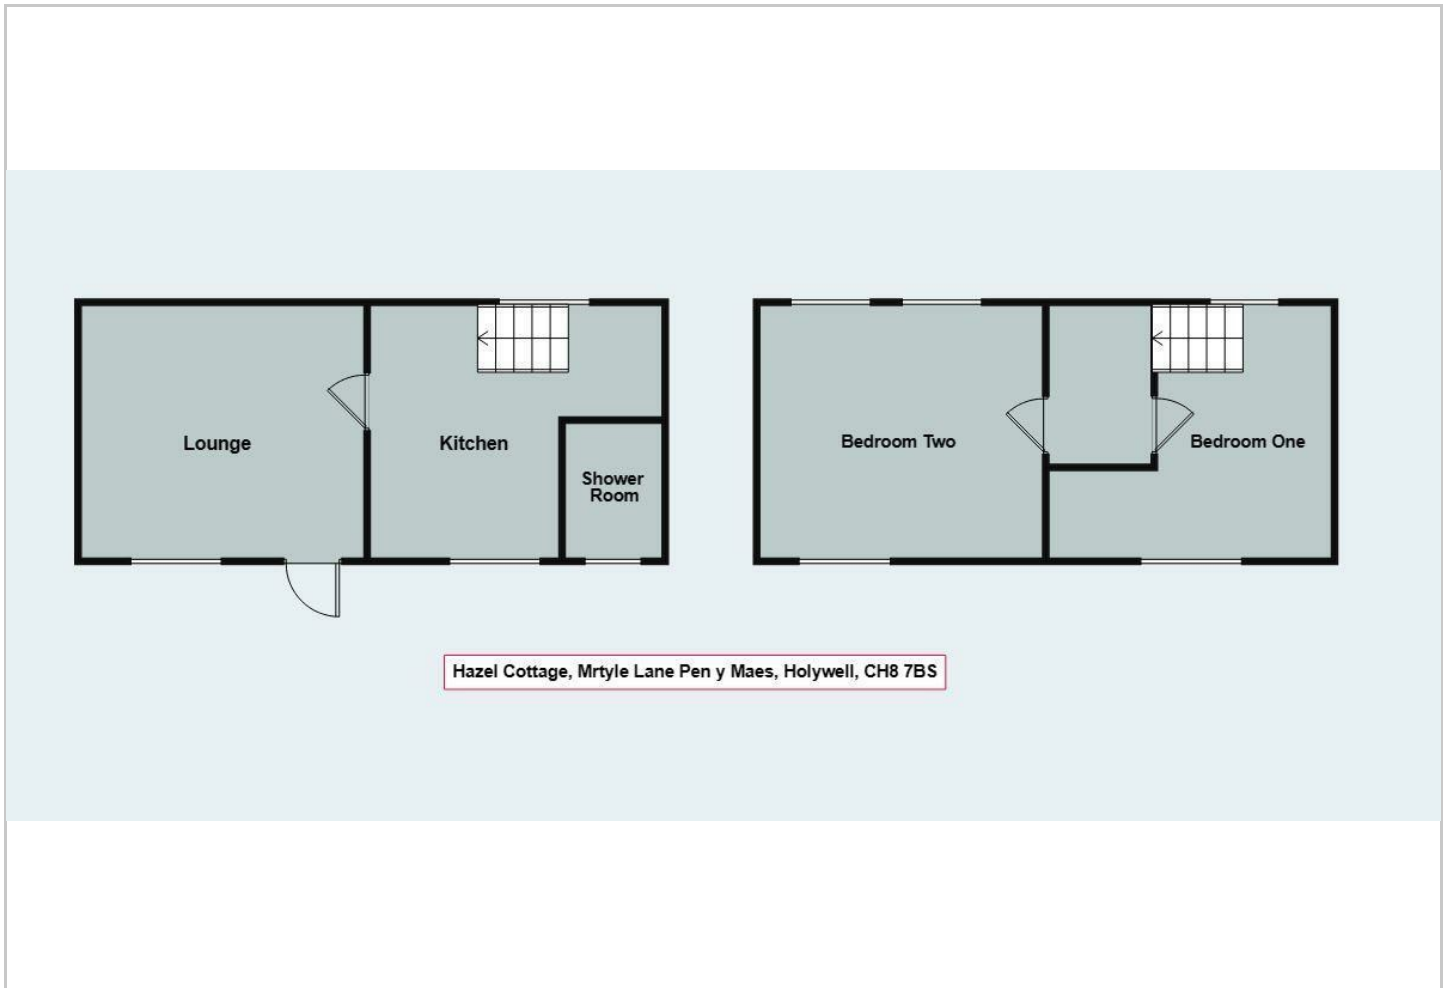 Lounge
Kitchen
Shower
Room
Bedroom Two
Bedroom One
Hazel Cottage, Mrtyle Lane Pen y Maes, Holywell, CH8 7BS